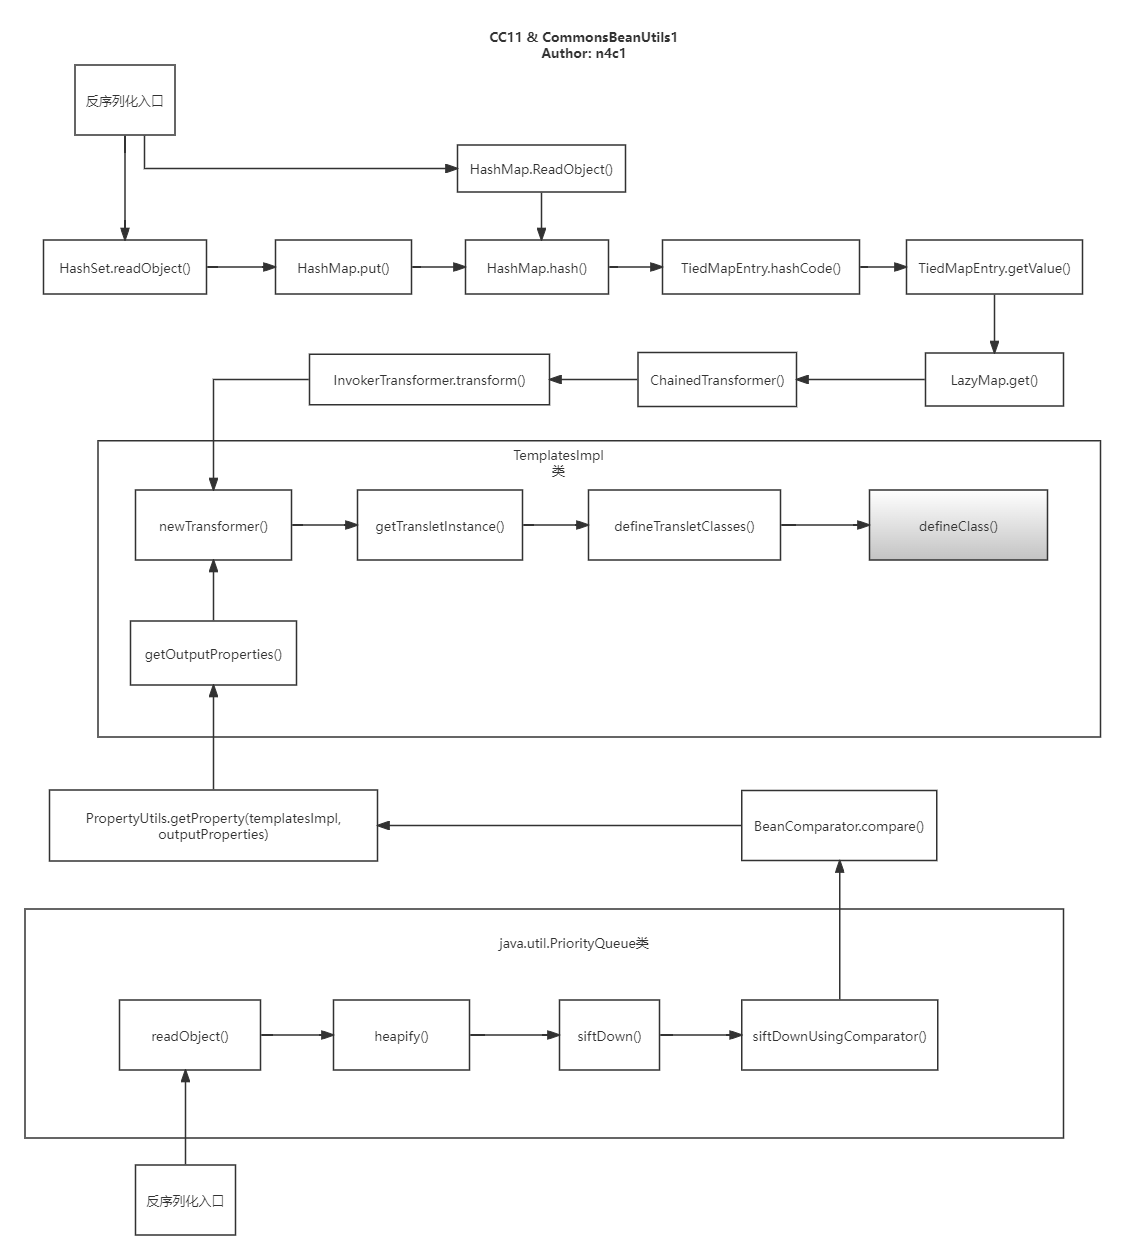 CC11 & CommonsBeanUtils1
Author: n4c1
反序列化入口
HashMap.ReadObject()
HashSet.readObject()
HashMap.put()
HashMap.hash()
TiedMapEntry.hashCode()
TiedMapEntry.getValue()
InvokerTransformer.transform()
ChainedTransformer()
LazyMap.get()
TemplatesImpl
类
newTransformer()
getTransletInstance()
defineTransletClasses()
defineClass()
getOutputProperties()
PropertyUtils.getProperty(templatesImpl,
outputProperties)
BeanComparator.compare()
java.util.PriorityQueue类
readObject()
heapify()
siftDown()
siftDownUsingComparator()
反序列化入口